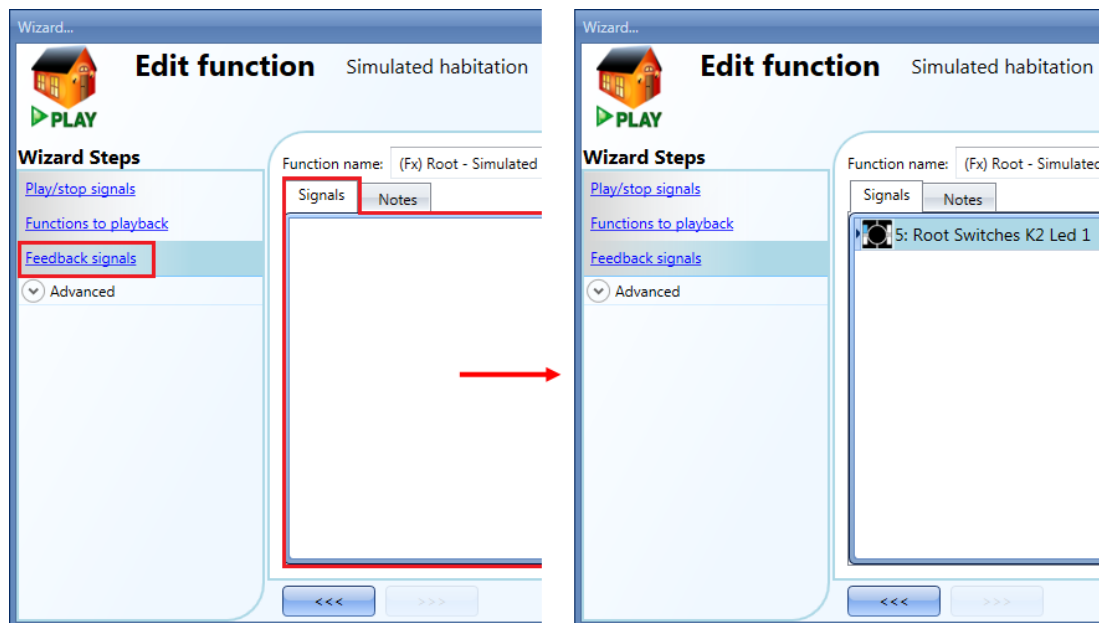 Wizard...
Edit function Simulated habitation
PLAY
Wizard Steps
Play/stop signals
Functions to playback
Feedback signals
Advanced
Function name: (Fx) Root - Simulated
Signals Notes
<<< >>>
Wizard...
Edit function Simulated habitation
PLAY
Wizard Steps
Play/stop signals
Functions to playback
Feedback signals
Advanced
Function name: (Fx) Root - Simulated
Signals Notes
5: Root Switches K2 Led 1
<<< >>>